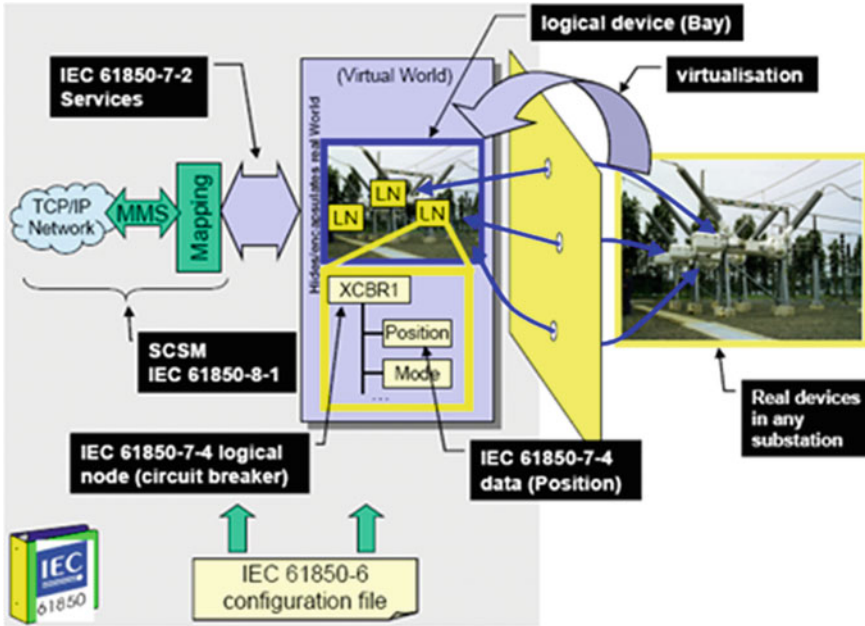 logical device (Bay)
IEC 61850-7-2
Services
(Virtual World)
virtualisation
Hides/encapsulates real World
TCP/IP
Network
MMS
Mapping
LN
LN
LN
XCBR1
Position
Mode
...
SCSM
IEC 61850-8-1
Real devices
in any
substation
IEC 61850-7-4 logical
node (circuit breaker)
IEC 61850-7-4
data (Position)
IEC
61850
IEC 61850-6
configuration file